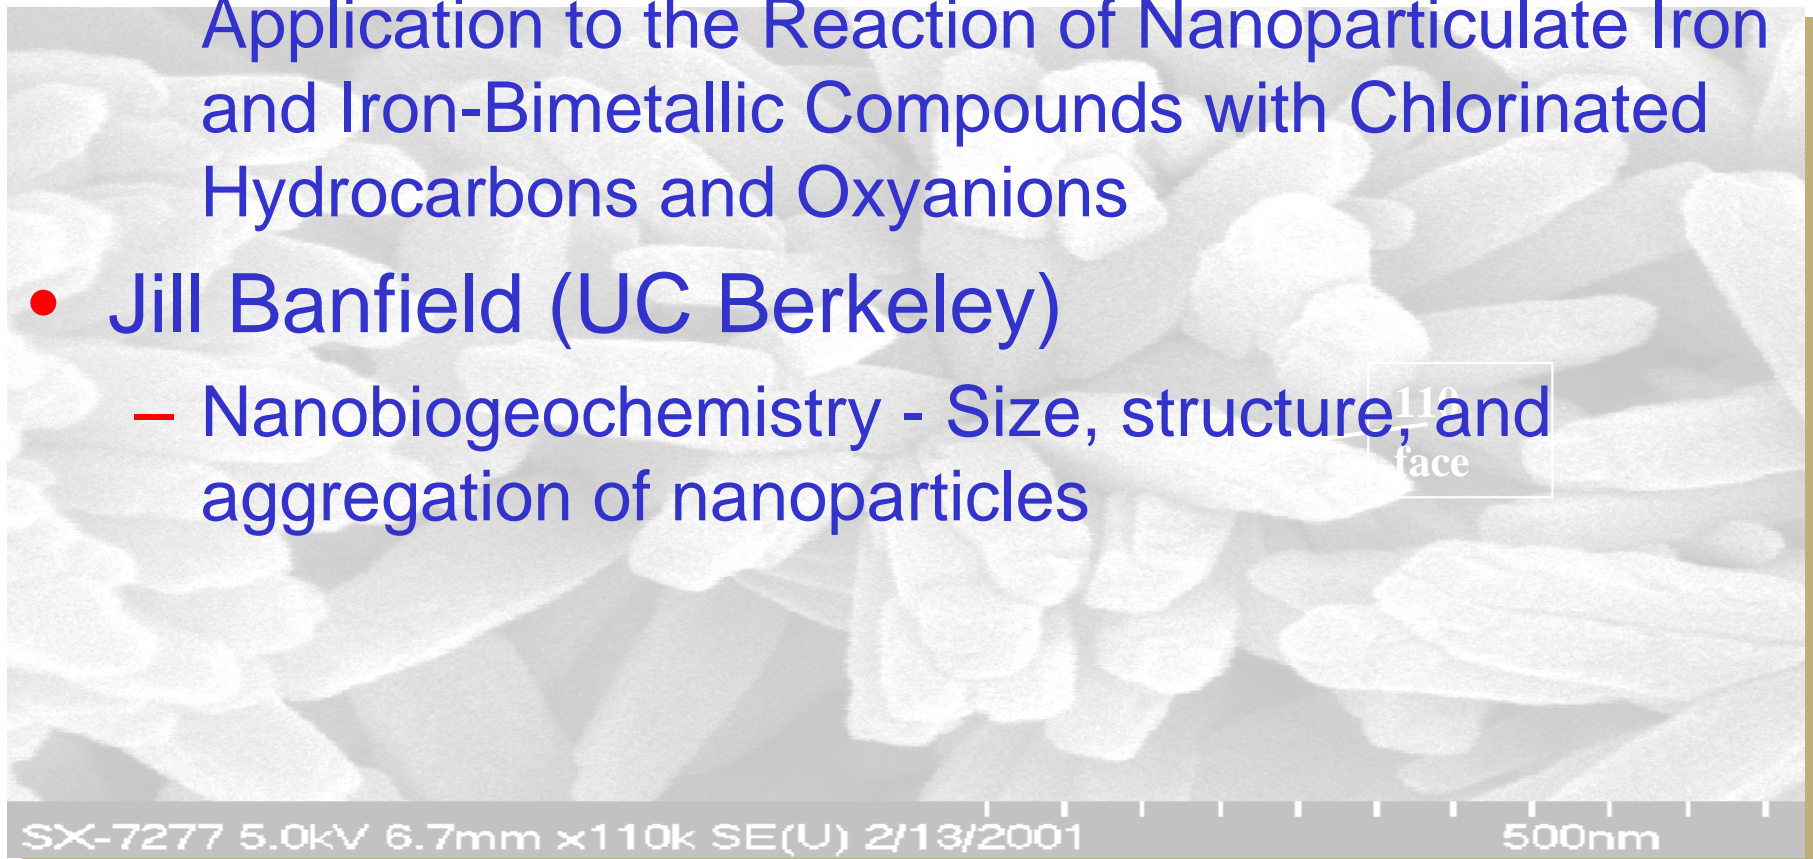 Application to the Reaction of Nanoparticulate Iron
and Iron-Bimetallic Compounds with Chlorinated
Hydrocarbons and Oxyanions
• Jill Banfield (UC Berkeley)
– Nanobiogeochemistry - Size, structure, and
aggregation of nanoparticles
110
face
SX-7277 5.0kV 6.7mm x110k SE(U) 2/13/2001 500nm